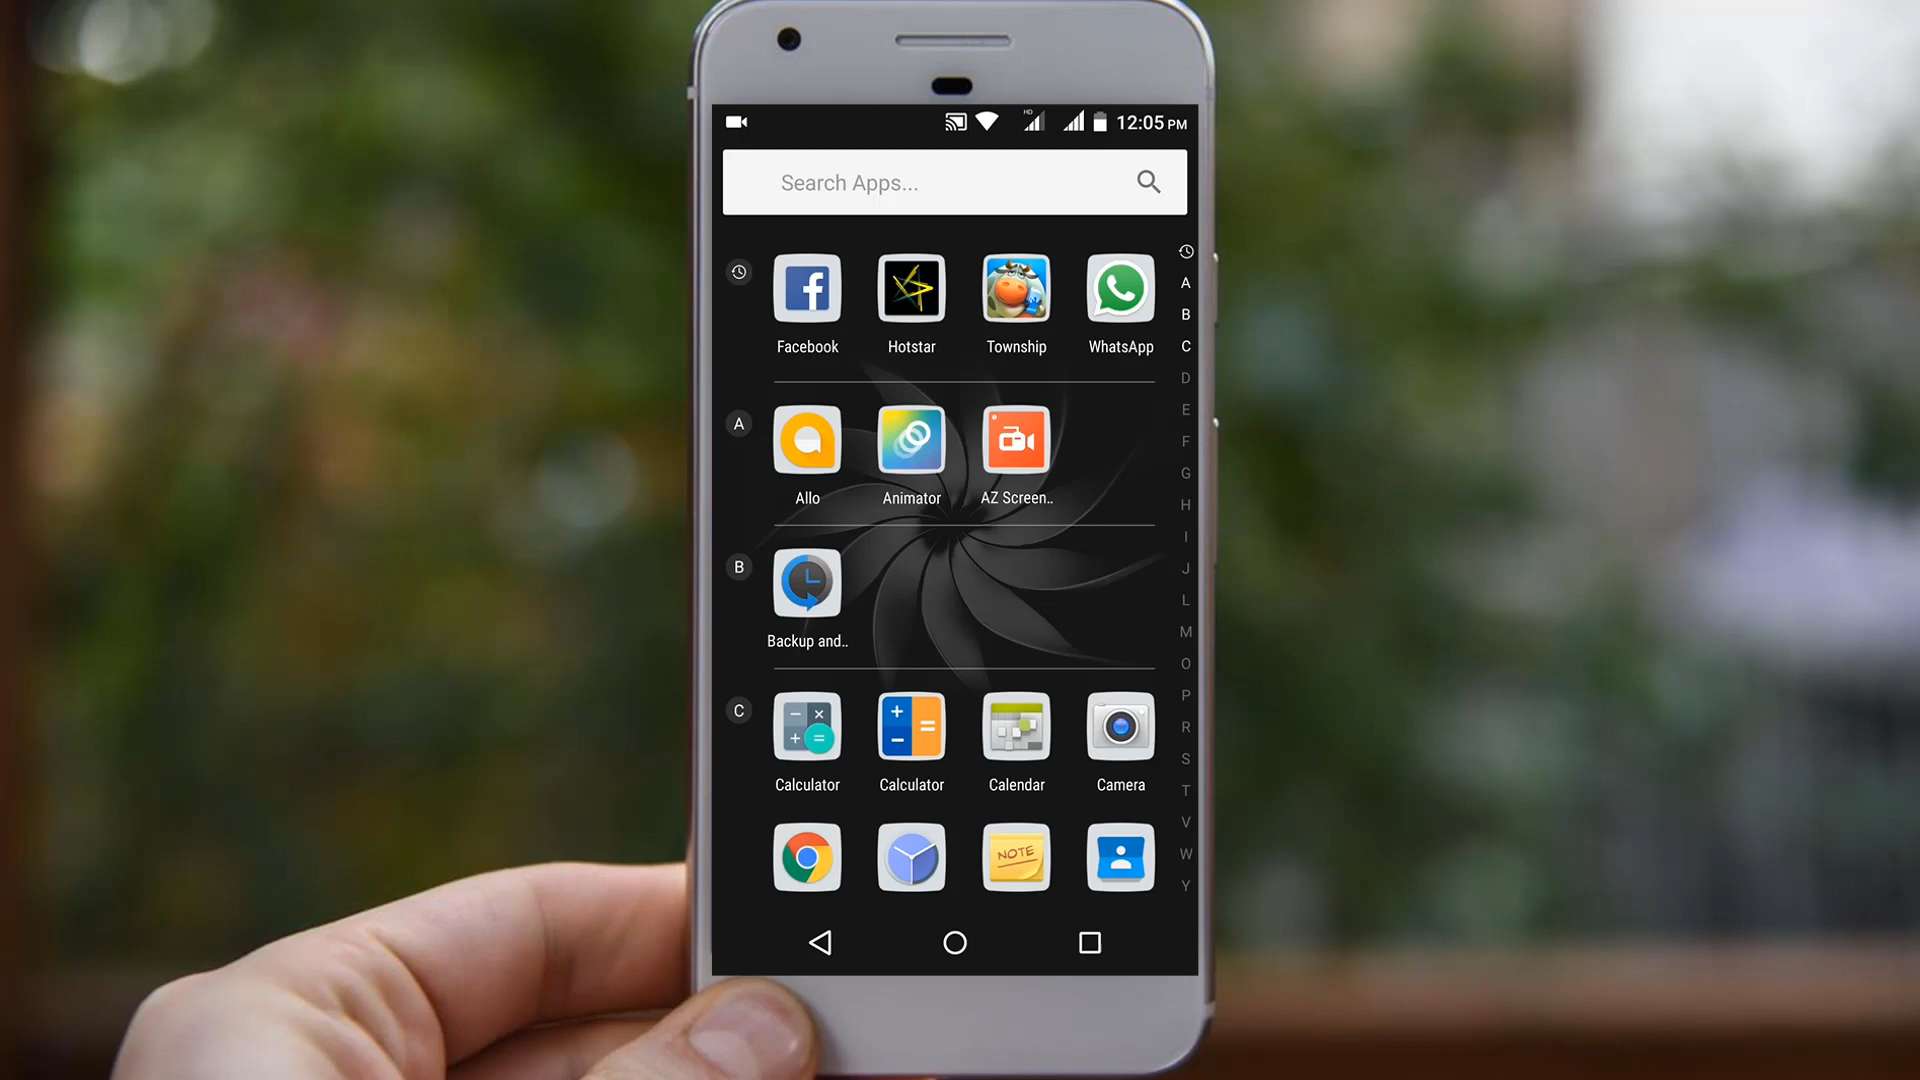 HD
12:05 PM
Search Apps...
Facebook Hotstar Township WhatsApp
A Allo Animator AZ Screen..
B Backup and..
C Calculator Calculator Calendar Camera
NOTE
A
B
C
D
E
F
G
H
I
J
L
M
O
P
R
S
T
V
W
Y